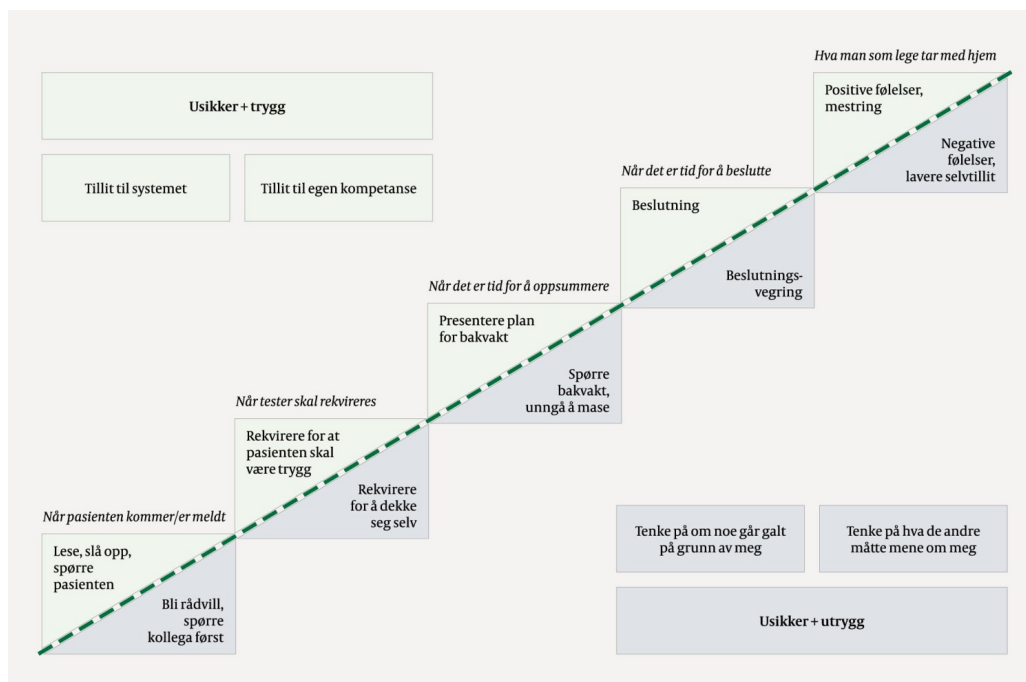 Hva man som lege tar med hjem
Positive følelser,
mestring
Negative
følelser,
lavere selvtillit
Usikker + trygg
Tillit til systemet
Tillit til egen kompetanse
Når det er tid for å beslutte
Beslutning
Beslutnings-
vegring
Når det er tid for å oppsummere
Presentere plan
for bakvakt
Spørre
bakvakt,
unngå å mase
Når tester skal rekvireres
Rekvirere for at
pasienten skal
være trygg
Rekvirere
for å dekke
seg selv
Når pasienten kommer/er meldt
Lese, slå opp,
spørre
pasienten
Bli rådvill,
spørre
kollega først
Tenke på om noe går galt
på grunn av meg
Tenke på hva de andre
måtte mene om meg
Usikker + utrygg